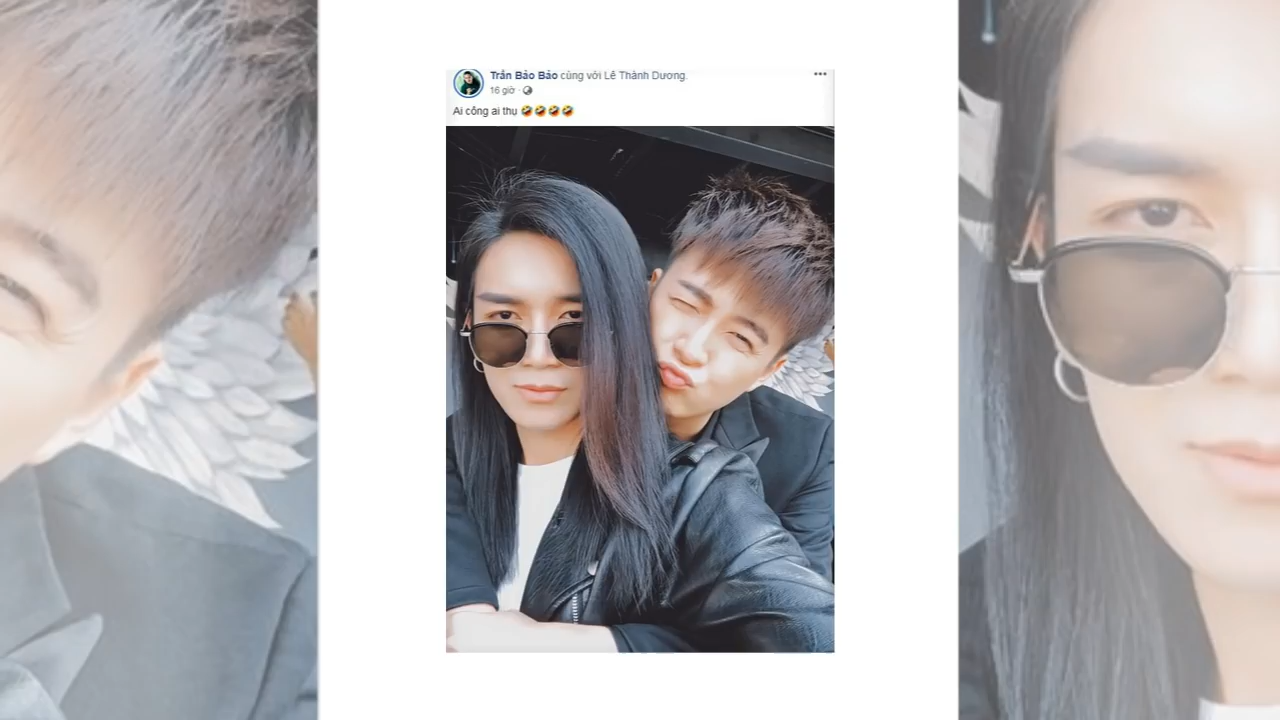 Trần Bảo Bảo cùng với Lê Thành Dương.
16 giờ ·
Ai công ai thụ 🤣🤣🤣🤣